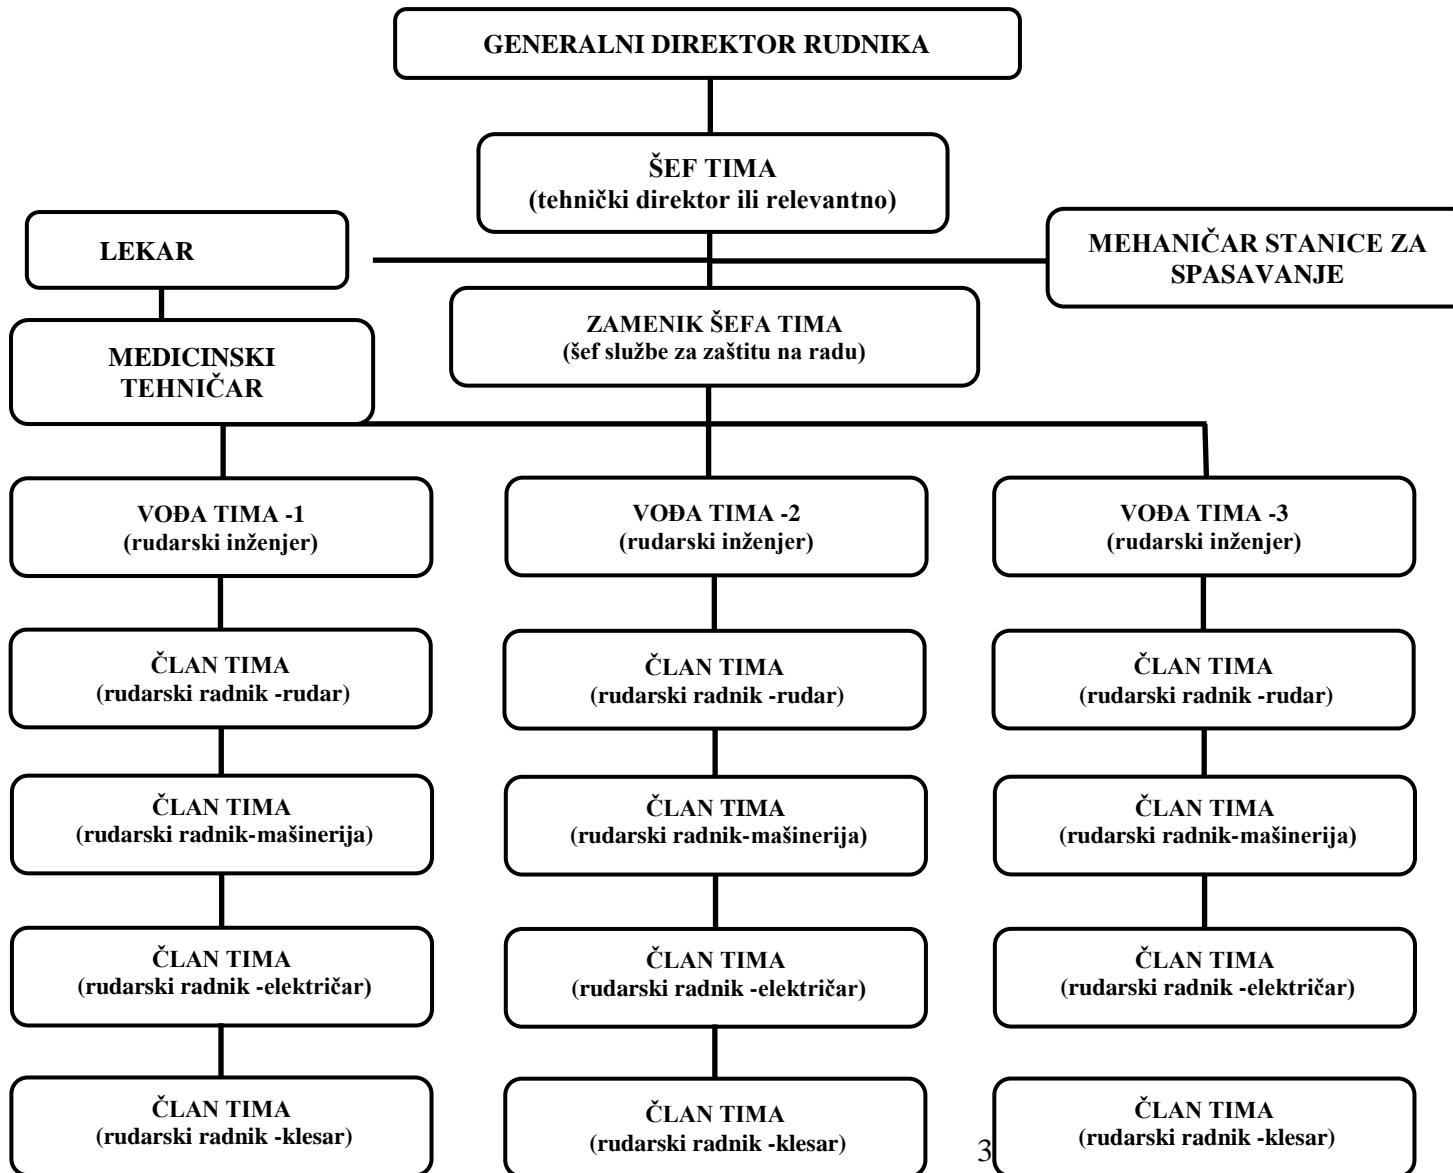 GENERALNI DIREKTOR RUDNIKA
ŠEF TIMA
(tehnički direktor ili relevantno)
LEKAR
MEHANIČAR STANICE ZA
SPASAVANJE
ZAMENIK ŠEFA TIMA
(šef službe za zaštitu na radu)
MEDICINSKI
TEHNIČAR
VOĐA TIMA -1
(rudarski inženjer)
VOĐA TIMA -2
(rudarski inženjer)
VOĐA TIMA -3
(rudarski inženjer)
ČLAN TIMA
(rudarski radnik -rudar)
ČLAN TIMA
(rudarski radnik -rudar)
ČLAN TIMA
(rudarski radnik -rudar)
ČLAN TIMA
(rudarski radnik-mašinerija)
ČLAN TIMA
(rudarski radnik-mašinerija)
ČLAN TIMA
(rudarski radnik-mašinerija)
ČLAN TIMA
(rudarski radnik -električar)
ČLAN TIMA
(rudarski radnik -električar)
ČLAN TIMA
(rudarski radnik -električar)
ČLAN TIMA
(rudarski radnik -klesar)
ČLAN TIMA
(rudarski radnik -klesar)
ČLAN TIMA
(rudarski radnik -klesar)
3